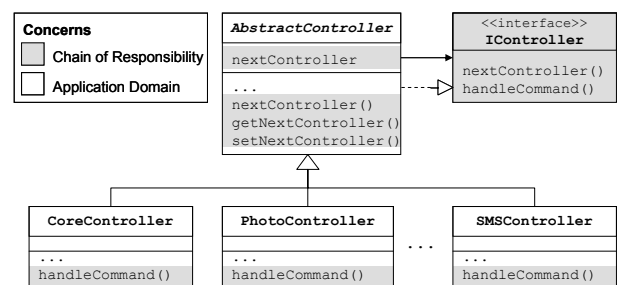 Concerns
Chain of Responsibility
Application Domain
AbstractController
nextController
...
nextController()
getNextController()
setNextController()
<<interface>>
IController
nextController()
handleCommand()
CoreController
...
handleCommand()
PhotoController
...
handleCommand()
...
SMSController
...
handleCommand()